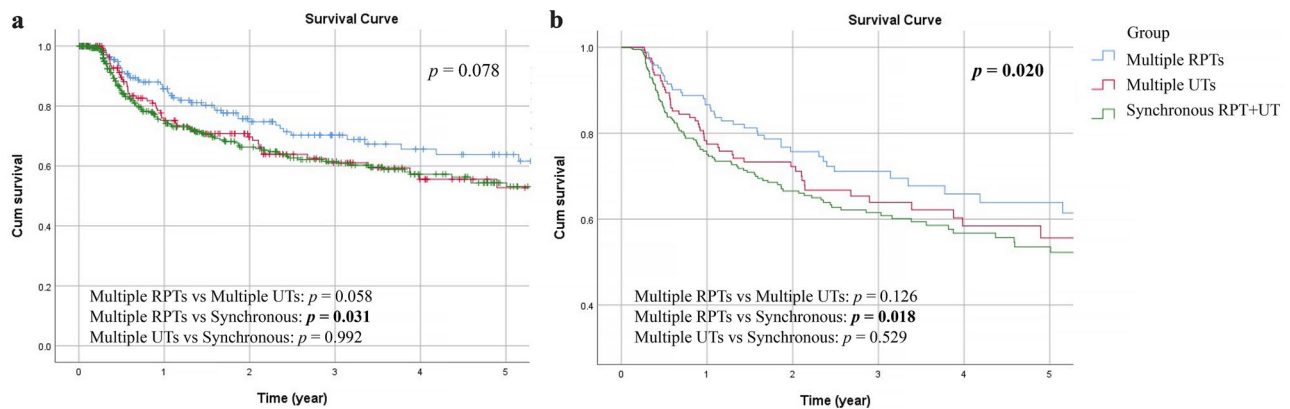 a
Survival Curve
1.0
0.8
0.6
0.4
0.2
0.0
Cum survival
p = 0.078
Multiple RPTs vs Multiple UTs: p = 0.058
Multiple RPTs vs Synchronous: p = 0.031
Multiple UTs vs Synchronous: p = 0.992
0 1 2 3 4 5
Time (year)
b
Survival Curve
1.0
0.8
0.6
0.4
Cum survival
p = 0.020
Multiple RPTs vs Multiple UTs: p = 0.126
Multiple RPTs vs Synchronous: p = 0.018
Multiple UTs vs Synchronous: p = 0.529
0 1 2 3 4 5
Time (year)
Group
Multiple RPTs
Multiple UTs
Synchronous RPT+UT